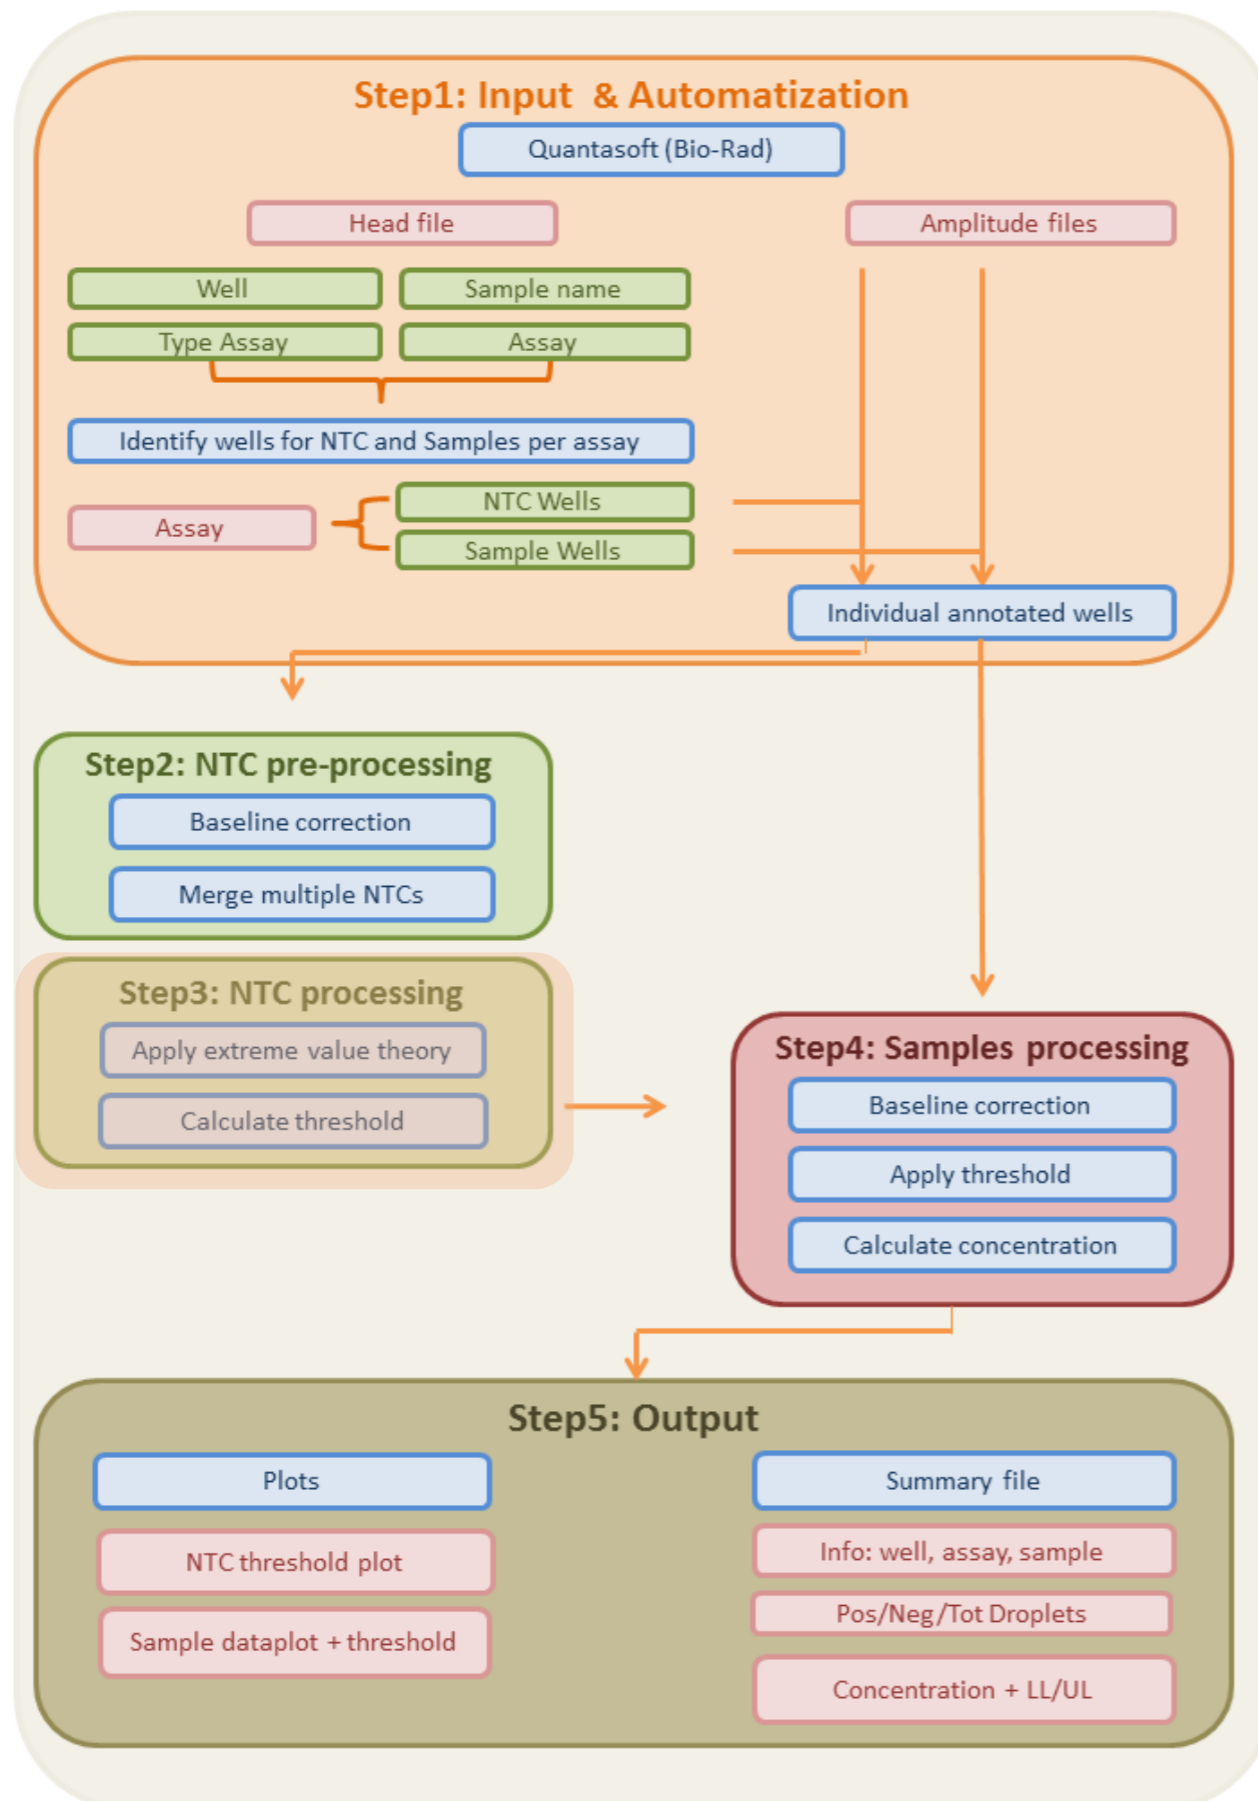 Step1: Input & Automatization
Quantasoft (Bio-Rad)
Head file
Amplitude files
Well
Sample name
Type Assay
Assay
Identify wells for NTC and Samples per assay
Assay
NTC Wells
Sample Wells
Individual annotated wells
Step2: NTC pre-processing
Baseline correction
Merge multiple NTCs
Step3: NTC processing
Apply extreme value theory
Calculate threshold
Step4: Samples processing
Baseline correction
Apply threshold
Calculate concentration
Step5: Output
Plots
NTC threshold plot
Sample dataplot + threshold
Summary file
Info: well, assay, sample
Pos/Neg/Tot Droplets
Concentration + LL/UL